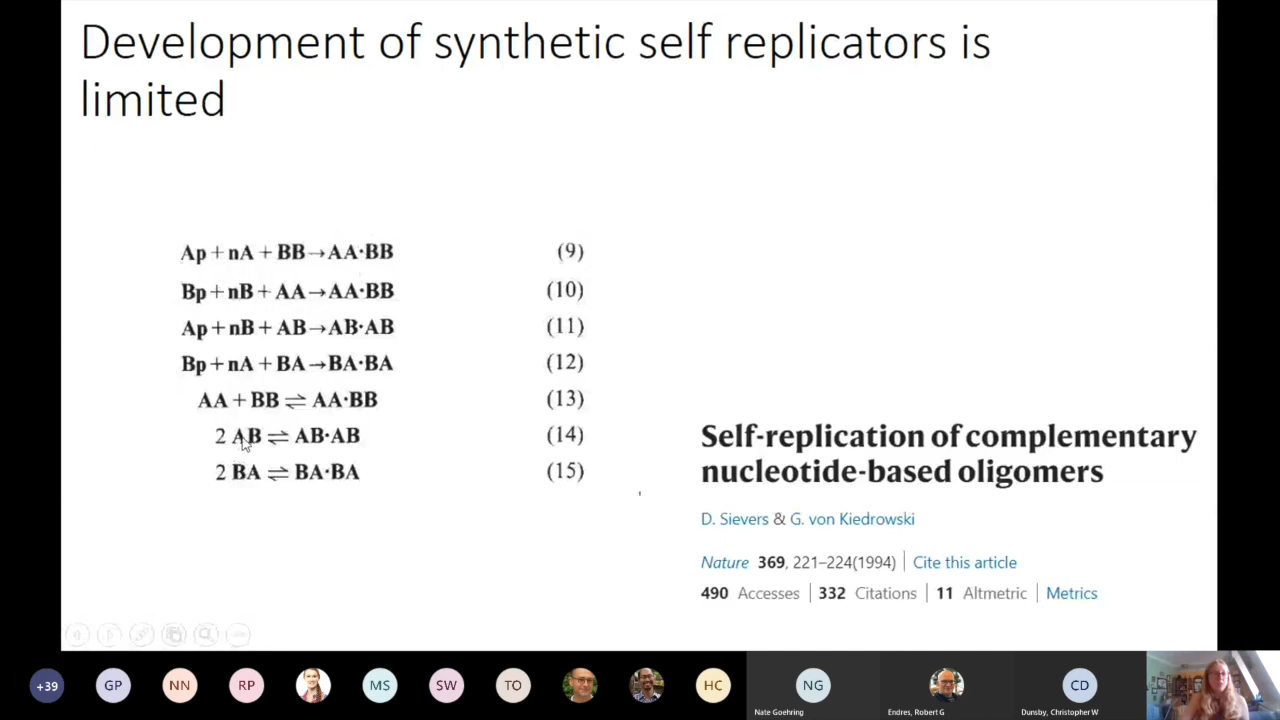 Development of synthetic self replicators is
limited
Ap + nA + BB → AA·BB (9)
Bp + nB + AA → AA·BB (10)
Ap + nB + AB → AB·AB (11)
Bp + nA + BA → BA·BA (12)
AA + BB ⇌ AA·BB (13)
2 AB ⇌ AB·AB (14)
2 BA ⇌ BA·BA (15)
Self-replication of complementary
nucleotide-based oligomers
D. Sievers & G. von Kiedrowski
Nature 369, 221–224(1994) | Cite this article
490 Accesses | 332 Citations | 11 Altmetric | Metrics
+39 GP NN RP MS SW TO HC NG CD
Nate Goehring Endres, Robert G Dunsby, Christopher W